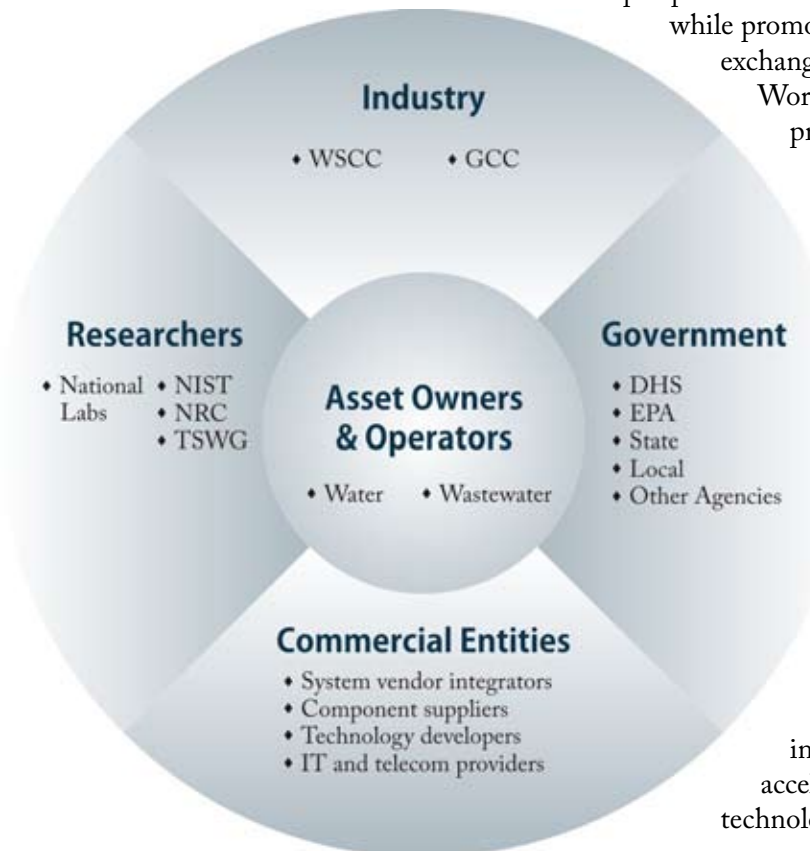 while promo
exchang
Wor
pr
Industry
♦ WSCC ♦ GCC
Researchers
♦ National Labs
♦ NIST
♦ NRC
♦ TSWG
Asset Owners
& Operators
♦ Water ♦ Wastewater
Government
♦ DHS
♦ EPA
♦ State
♦ Local
♦ Other Agencies
Commercial Entities
♦ System vendor integrators
♦ Component suppliers
♦ Technology developers
♦ IT and telecom providers
in
accel
technolo